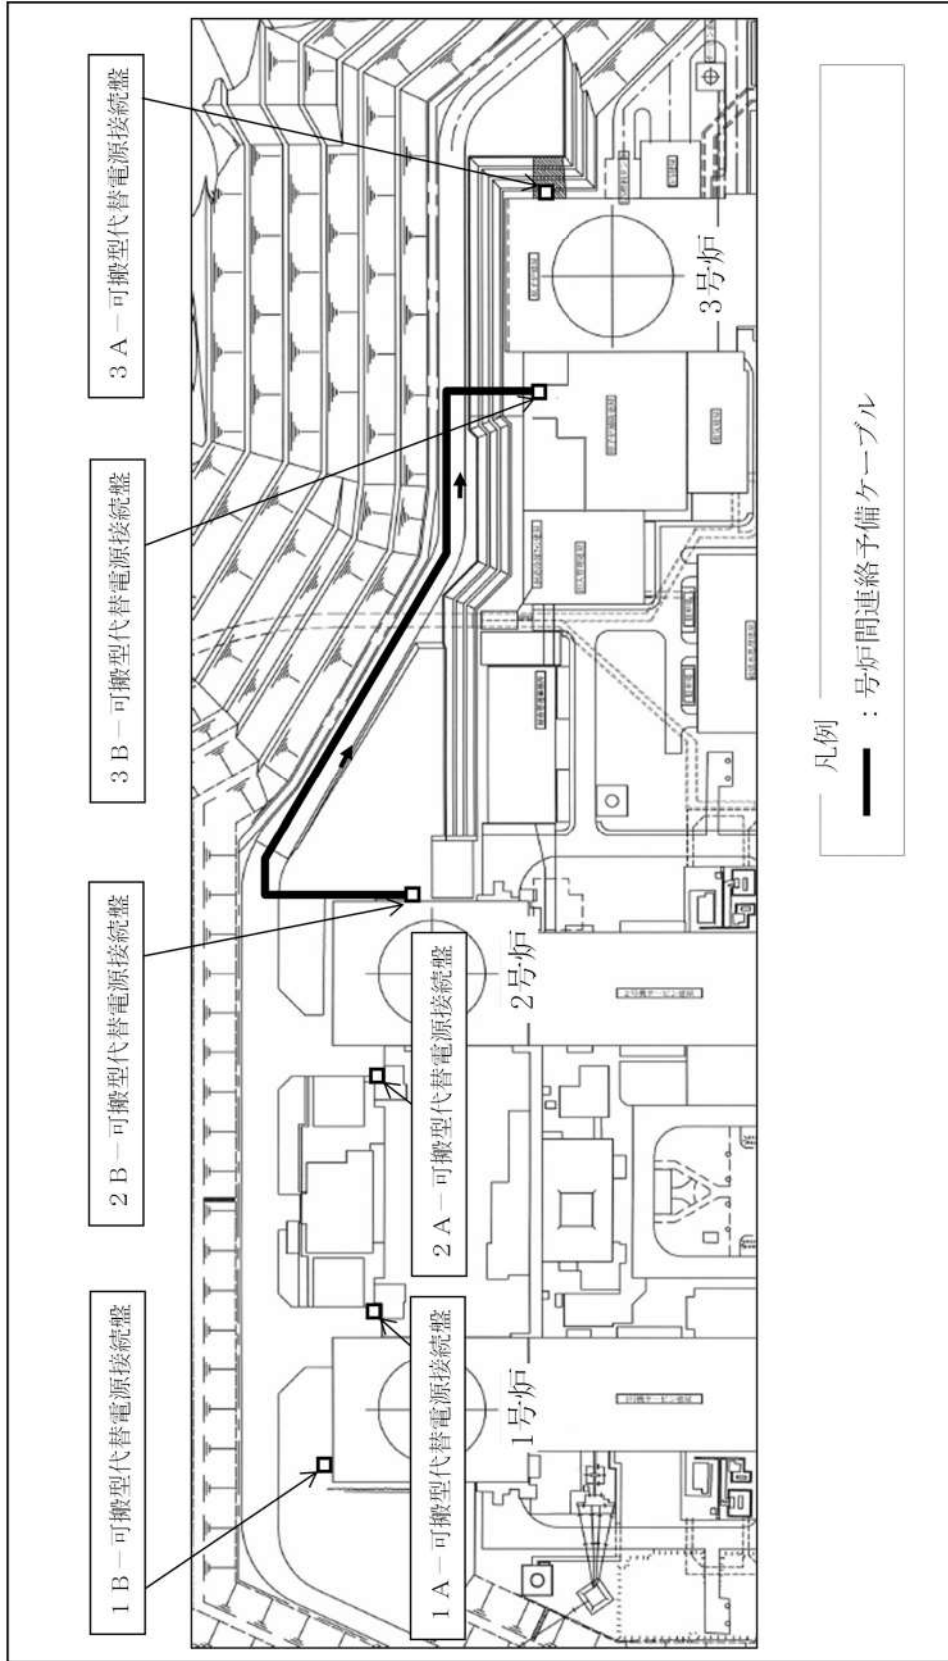 1B－可搬型代替電源接続盤
2B－可搬型代替電源接続盤
3B－可搬型代替電源接続盤
3A－可搬型代替電源接続盤
1A－可搬型代替電源接続盤
2A－可搬型代替電源接続盤
1号炉
2号炉
3号炉
凡例
：号炉間連絡予備ケーブル